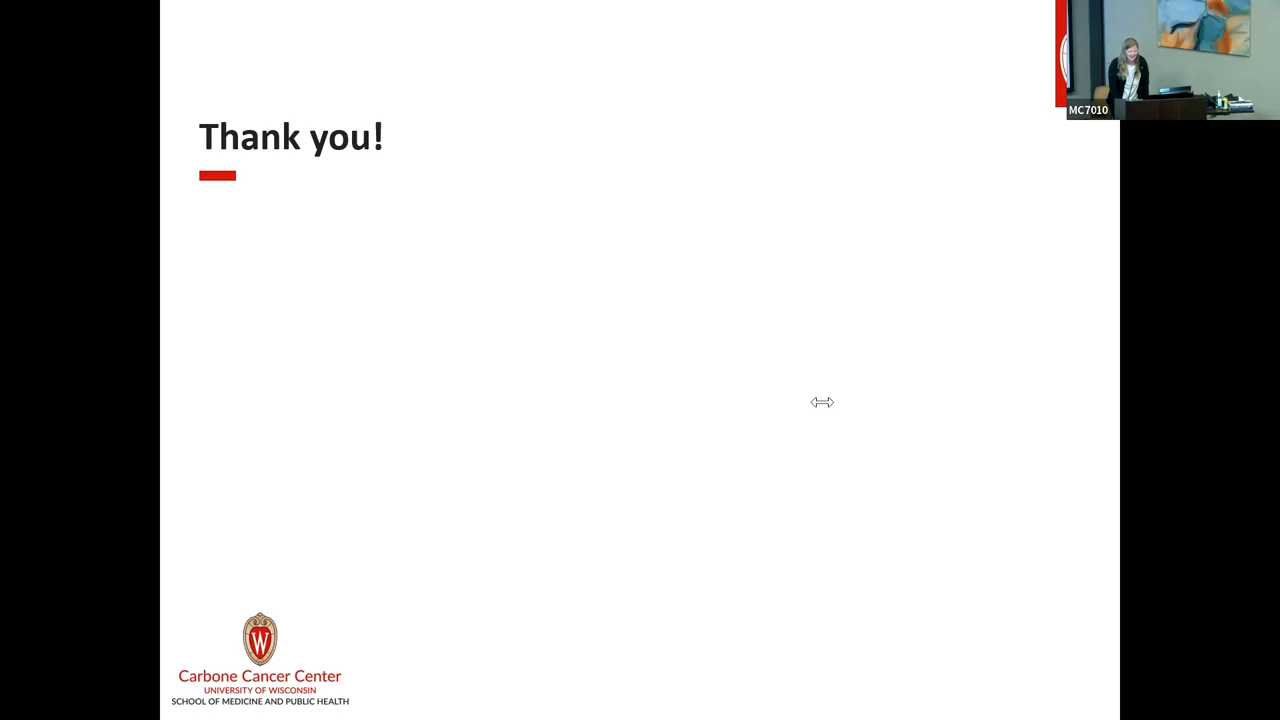 MC7010
Thank you!
W
Carbone Cancer Center
UNIVERSITY OF WISCONSIN
SCHOOL OF MEDICINE AND PUBLIC HEALTH